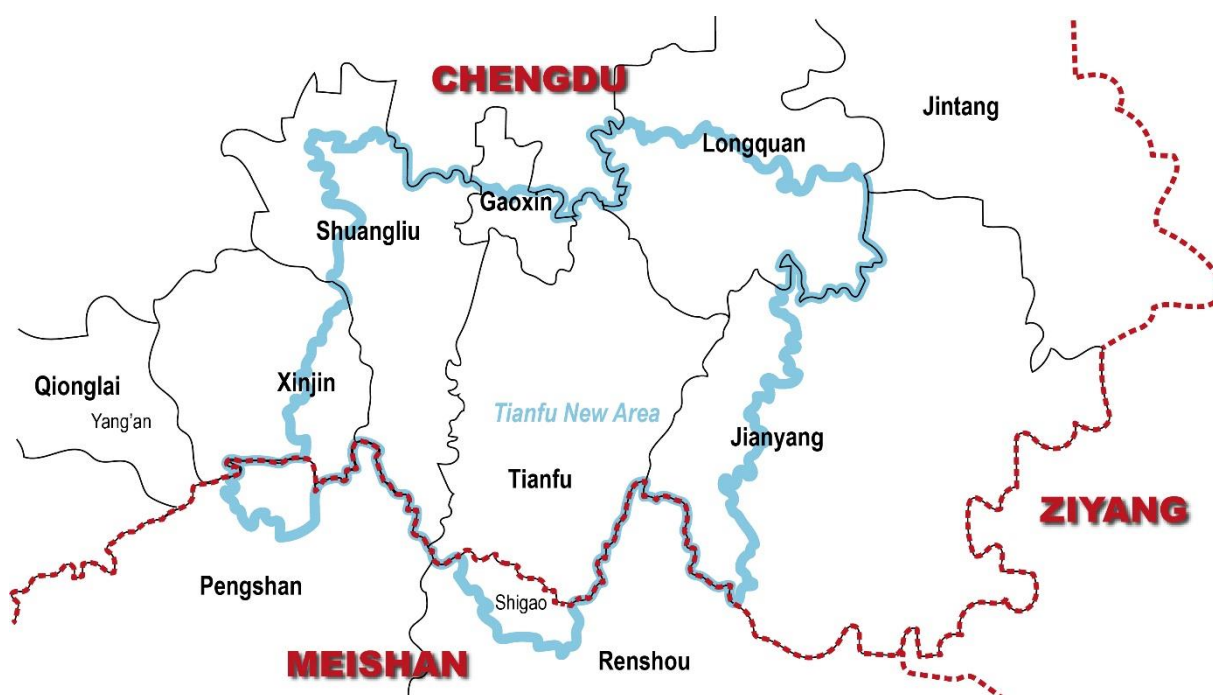 CHENGDU
Jintang
Longquan
Gaoxin
Shuangliu
Qionglai
Xinjin
Yang'an
Tianfu New Area
Jianyang
Tianfu
ZIYANG
Pengshan
Shigao
MEISHAN
Renshou